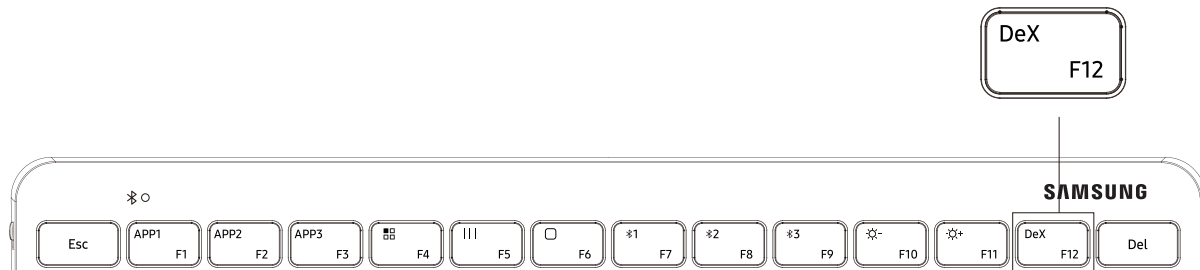 DeX
F12
SAMSUNG
Esc
APP1
F1
APP2
F2
APP3
F3
F4
F5
F6
1
F7
2
F8
3
F9
-
F10
+
F11
DeX
F12
Del